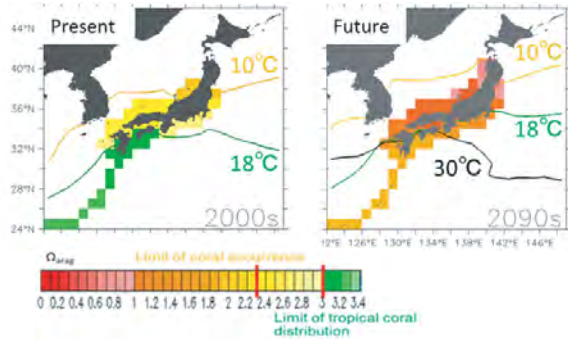 Present
Future
44°N
40°N
36°N
32°N
28°N
24°N
10°C
18°C
2000s
10°C
18°C
30°C
2090s
12°E 126°E 130°E 134°E 138°E 142°E 146°E
Ωarag
Limit of coral occurrence
0 0.2 0.4 0.6 0.8 1 1.2 1.4 1.6 1.8 2 2.2 2.4 2.6 2.8 3 3.2 3.4
Limit of tropical coral
distribution